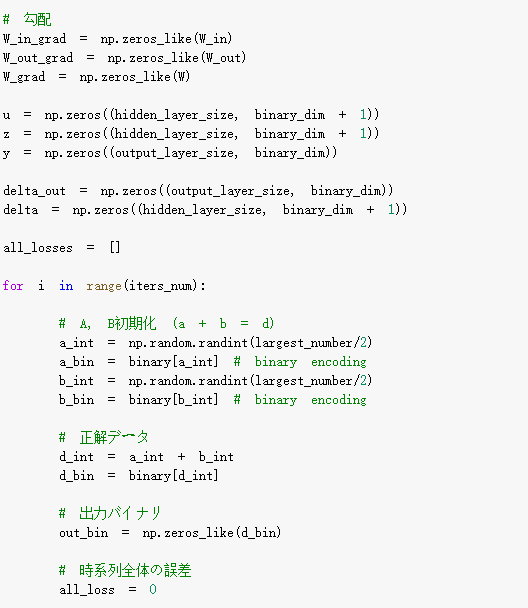 # 勾配
W_in_grad = np.zeros_like(W_in)
W_out_grad = np.zeros_like(W_out)
W_grad = np.zeros_like(W)
u = np.zeros((hidden_layer_size, binary_dim + 1))
z = np.zeros((hidden_layer_size, binary_dim + 1))
y = np.zeros((output_layer_size, binary_dim))
delta_out = np.zeros((output_layer_size, binary_dim))
delta = np.zeros((hidden_layer_size, binary_dim + 1))
all_losses = []
for i in range(iters_num):
# A, B初期化 (a + b = d)
a_int = np.random.randint(largest_number/2)
a_bin = binary[a_int] # binary encoding
b_int = np.random.randint(largest_number/2)
b_bin = binary[b_int] # binary encoding
# 正解データ
d_int = a_int + b_int
d_bin = binary[d_int]
# 出力バイナリ
out_bin = np.zeros_like(d_bin)
# 時系列全体の誤差
all_loss = 0